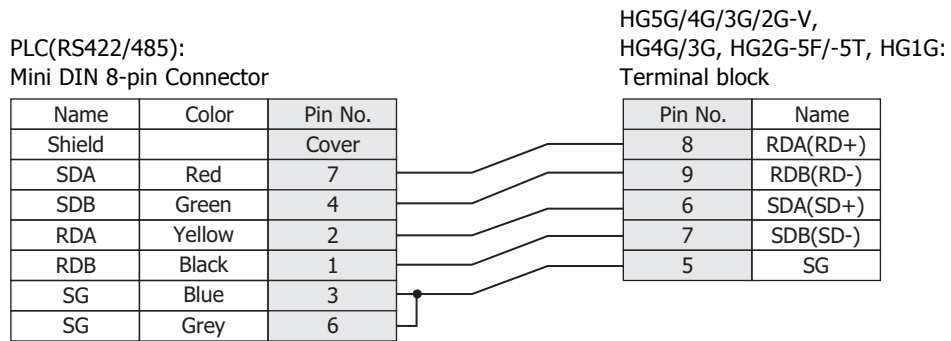 HG5G/4G/3G/2G-V,
PLC(RS422/485): HG4G/3G, HG2G-5F/-5T, HG1G:
Mini DIN 8-pin Connector Terminal block
Name Color Pin No. Pin No. Name
Shield Cover 8 RDA(RD+)
SDA Red 7 9 RDB(RD-)
SDB Green 4 6 SDA(SD+)
RDA Yellow 2 7 SDB(SD-)
RDB Black 1 5 SG
SG Blue 3
SG Grey 6